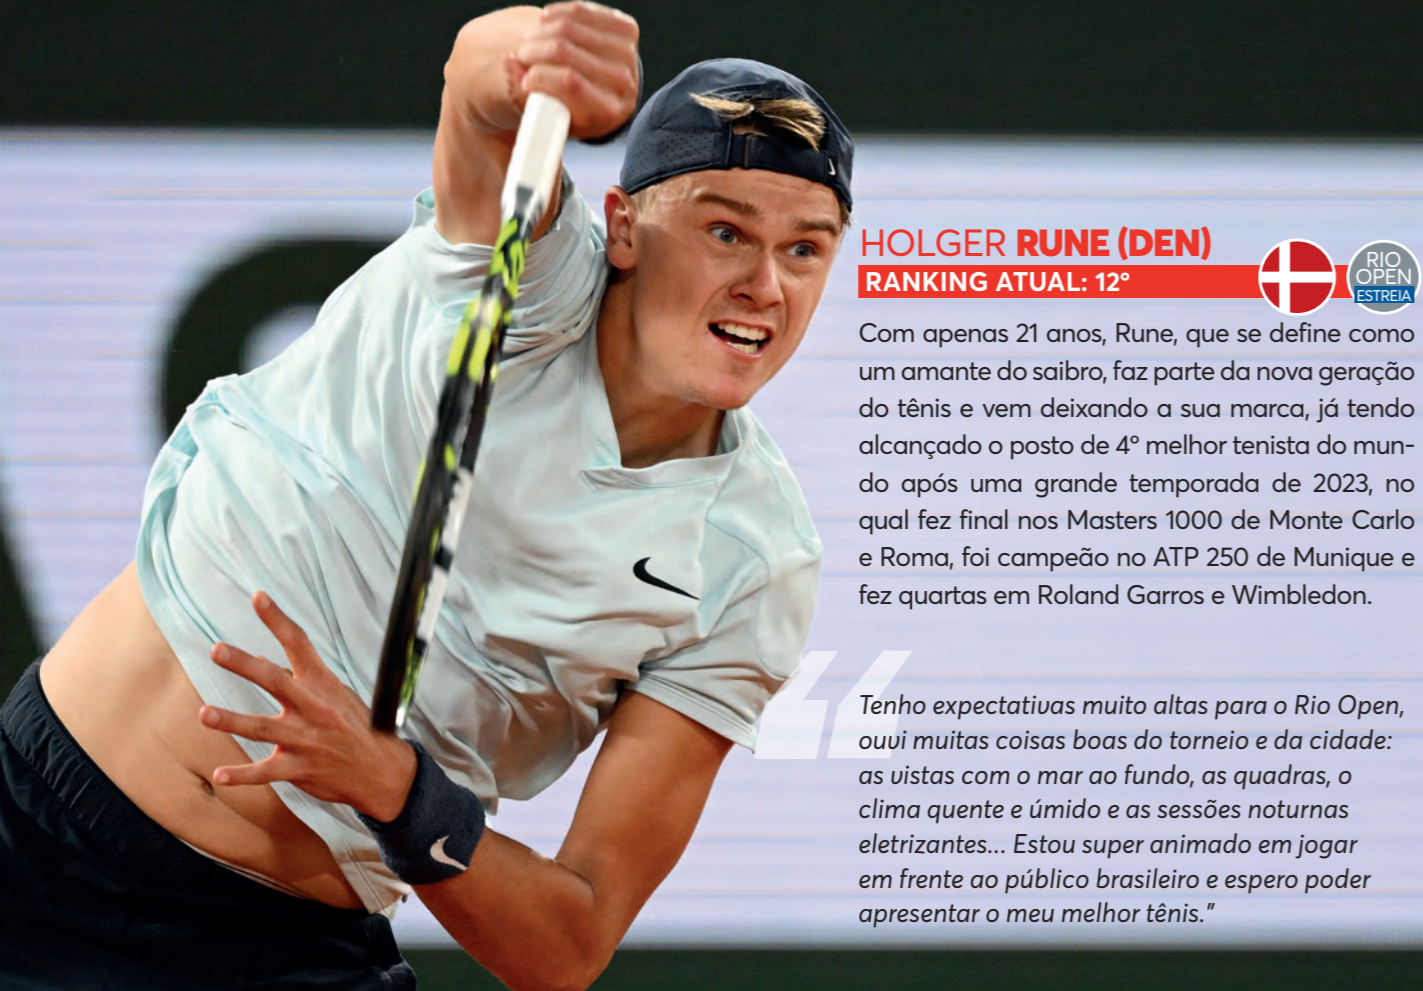 HOLGER RUNE (DEN)
RANKING ATUAL: 12º
RIO
OPEN
ESTREIA
Com apenas 21 anos, Rune, que se define como
um amante do saibro, faz parte da nova geração
do tênis e vem deixando a sua marca, já tendo
alcançado o posto de 4º melhor tenista do mun-
do após uma grande temporada de 2023, no
qual fez final nos Masters 1000 de Monte Carlo
e Roma, foi campeão no ATP 250 de Munique e
fez quartas em Roland Garros e Wimbledon.
“
Tenho expectativas muito altas para o Rio Open,
ouvi muitas coisas boas do torneio e da cidade:
as vistas com o mar ao fundo, as quadras, o
clima quente e úmido e as sessões noturnas
eletrizantes... Estou super animado em jogar
em frente ao público brasileiro e espero poder
apresentar o meu melhor tênis.”